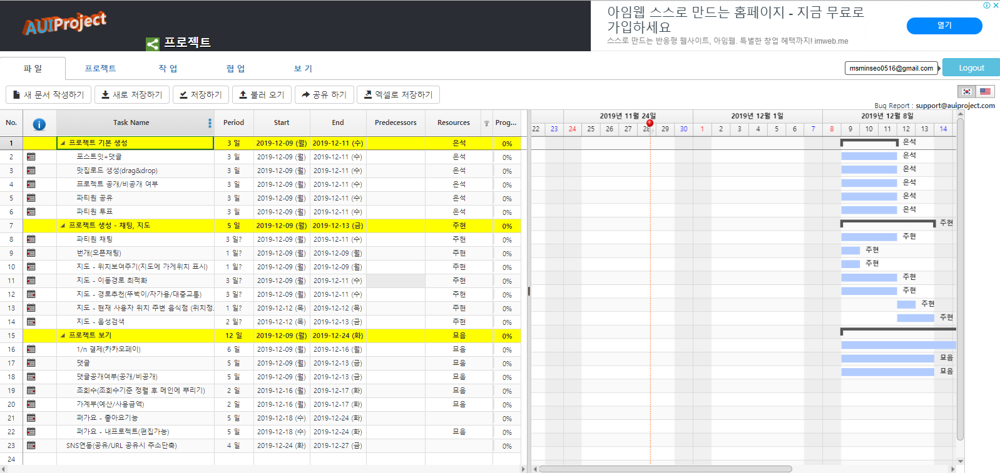 AUIProject
프로젝트
아임웹 스스로 만드는 홈페이지 - 지금 무료로
가입하세요
스스로 만드는 반응형 웹사이트, 아임웹. 특별한 창업 혜택까지! imweb.me
열기
파 일 프로젝트 작 업 협 업 보 기
msminseo0516@gmail.com Logout
새 문서 작성하기 새로 저장하기 저장하기 불러 오기 공유 하기 엑셀로 저장하기
Bug Report : support@auiproject.com
No. Task Name Period Start End Predecessors Resources Prog...
2019년 11월 24일 2019년 12월 1일 2019년 12월 8일
22 23 24 25 26 27 28 29 30 1 2 3 4 5 6 7 8 9 10 11 12 13 14
1 프로젝트 기본 생성 3 일 2019-12-09 (월) 2019-12-11 (수) 은석 0% 은석
2 포스트잇+댓글 3 일 2019-12-09 (월) 2019-12-11 (수) 은석 0% 은석
3 맛집로드 생성(drag&drop) 3 일 2019-12-09 (월) 2019-12-11 (수) 은석 0% 은석
4 프로젝트 공개/비공개 여부 3 일 2019-12-09 (월) 2019-12-11 (수) 은석 0% 은석
5 파티원 공유 3 일 2019-12-09 (월) 2019-12-11 (수) 은석 0% 은석
6 파티원 투표 3 일 2019-12-09 (월) 2019-12-11 (수) 은석 0% 은석
7 프로젝트 생성 - 채팅, 지도 5 일 2019-12-09 (월) 2019-12-13 (금) 주현 0% 주현
8 파티원 채팅 3 일? 2019-12-09 (월) 2019-12-11 (수) 주현 0% 주현
9 번개(오픈채팅) 1 일? 2019-12-09 (월) 2019-12-09 (월) 주현 0% 주현
10 지도 - 위치보여주기(지도에 가게위치 표시) 1 일? 2019-12-09 (월) 2019-12-09 (월) 주현 0% 주현
11 지도 - 이동경로 최적화 3 일? 2019-12-09 (월) 2019-12-11 (수) 주현 0% 주현
12 지도 - 경로추천(뚜벅이/자가용/대중교통) 3 일? 2019-12-09 (월) 2019-12-11 (수) 주현 0% 주현
13 지도 - 현재 사용자 위치 주변 음식점 (위치정.. 1 일? 2019-12-12 (목) 2019-12-12 (목) 주현 0% 주현
14 지도 - 음성검색 2 일? 2019-12-12 (목) 2019-12-13 (금) 주현 0% 주현
15 프로젝트 보기 12 일 2019-12-09 (월) 2019-12-24 (화) 묘음 0%
16 1/n 결제(카카오페이) 6 일 2019-12-09 (월) 2019-12-16 (월) 묘음 0%
17 댓글 5 일 2019-12-09 (월) 2019-12-13 (금) 묘음 0% 묘음
18 댓글공개여부(공개/비공개) 5 일 2019-12-09 (월) 2019-12-13 (금) 묘음 0% 묘음
19 조회수(조회수기준 정렬 후 메인에 뿌리기) 2 일 2019-12-16 (월) 2019-12-17 (화) 묘음 0%
20 가계부(예산/사용금액) 2 일 2019-12-16 (월) 2019-12-17 (화) 묘음 0%
21 퍼가요 - 좋아요기능 5 일 2019-12-18 (수) 2019-12-24 (화) 0%
22 퍼가요 - 내프로젝트(편집가능) 5 일 2019-12-18 (수) 2019-12-24 (화) 묘음 0%
23 SNS연동(공유/URL 공유시 주소단축) 4 일 2019-12-24 (화) 2019-12-27 (금) 0%
24